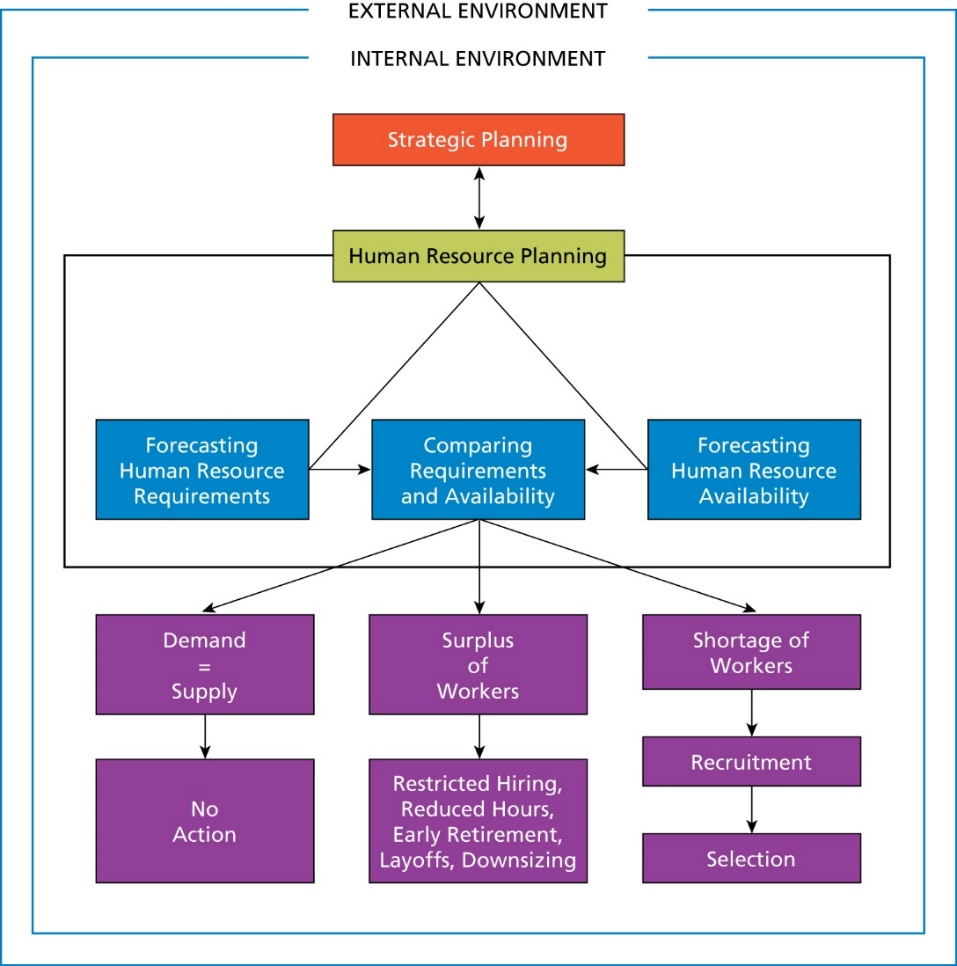 EXTERNAL ENVIRONMENT
INTERNAL ENVIRONMENT
Strategic Planning
Human Resource Planning
Forecasting
Human Resource
Requirements
Comparing
Requirements
and Availability
Forecasting
Human Resource
Availability
Demand
=
Supply
Surplus
of
Workers
Shortage of
Workers
No
Action
Restricted Hiring,
Reduced Hours,
Early Retirement,
Layoffs, Downsizing
Recruitment
Selection